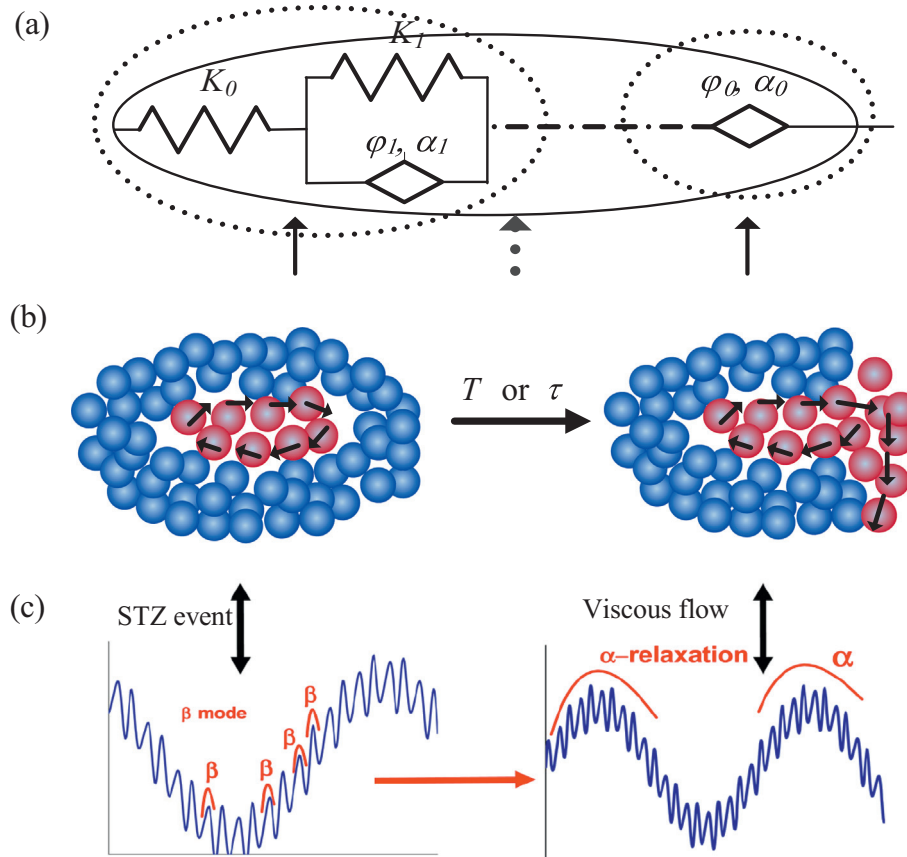 (a)
K₁
K₀
φ₀, α₀
φ₁, α₁
(b)
T or τ
(c)
STZ event
Viscous flow
α–relaxation
α
β mode
β
β
β
β